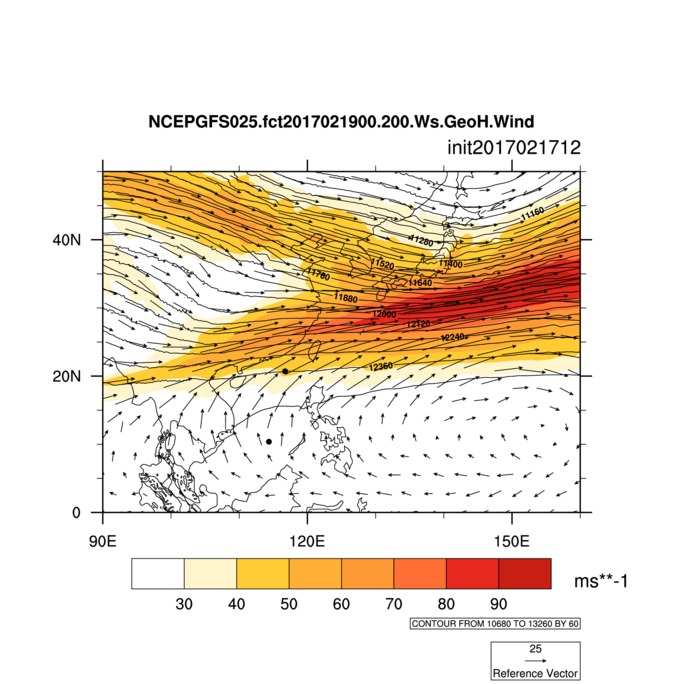 NCEPGFS025.fct2017021900.200.Ws.GeoH.Wind
init2017021712
11160
40N
11280
11520
11400
11760
11640
11880
12000
12120
12240
12360
20N
0
90E
120E
150E
ms**-1
30
40
50
60
70
80
90
CONTOUR FROM 10680 TO 13260 BY 60
25
Reference Vector